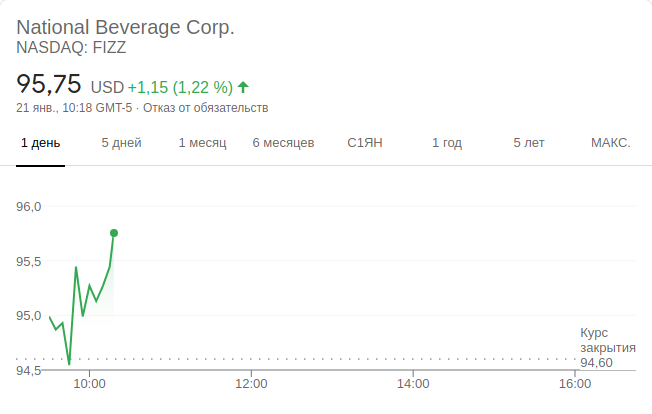 National Beverage Corp.
NASDAQ: FIZZ
95,75 USD +1,15 (1,22 %)
21 янв., 10:18 GMT-5 · Отказ от обязательств
1 день 5 дней 1 месяц 6 месяцев С1ЯН 1 год 5 лет МАКС.
96,0
95,5
95,0
Курс
закрытия
94,60
94,5
10:00 12:00 14:00 16:00